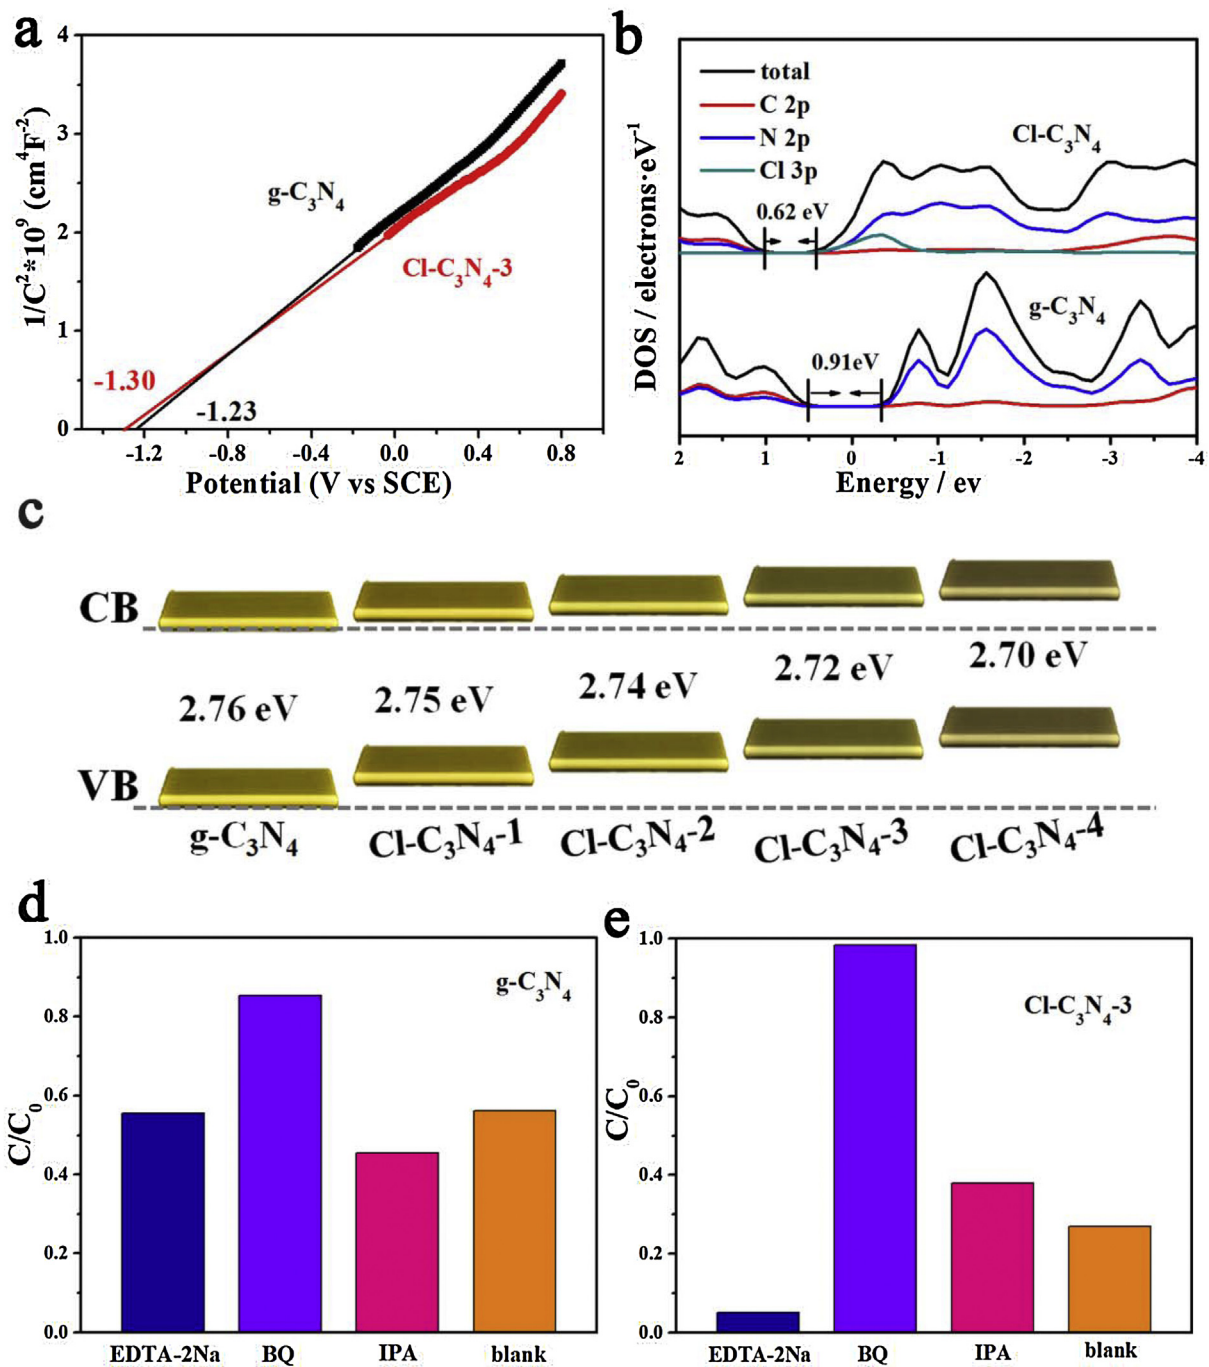 a
4
3
2
1
0
1/C²*10⁹ (cm⁴F⁻²)
g-C₃N₄
Cl-C₃N₄-3
-1.30
-1.23
-1.2 -0.8 -0.4 0.0 0.4 0.8
Potential (V vs SCE)
b
total
C 2p
N 2p
Cl 3p
Cl-C₃N₄
0.62 eV
g-C₃N₄
0.91eV
DOS / electrons·eV⁻¹
2 1 0 -1 -2 -3 -4
Energy / ev
c
CB
2.76 eV 2.75 eV 2.74 eV 2.72 eV 2.70 eV
VB
g-C₃N₄ Cl-C₃N₄-1 Cl-C₃N₄-2 Cl-C₃N₄-3 Cl-C₃N₄-4
d
1.0
0.8
0.6
0.4
0.2
0.0
C/C₀
g-C₃N₄
EDTA-2Na BQ IPA blank
e
1.0
0.8
0.6
0.4
0.2
0.0
C/C₀
Cl-C₃N₄-3
EDTA-2Na BQ IPA blank